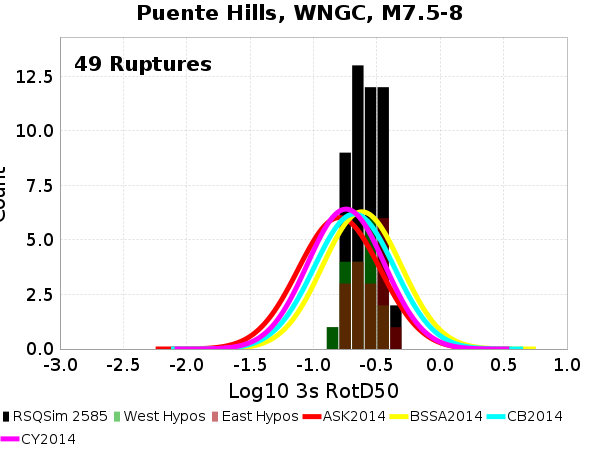 Puente Hills, WNGC, M7.5-8
49 Ruptures
12.5
10.0
7.5
5.0
2.5
0.0
Count
-3.0 -2.5 -2.0 -1.5 -1.0 -0.5 0.0 0.5 1.0
Log10 3s RotD50
RSQSim 2585 West Hypos East Hypos ASK2014 BSSA2014 CB2014
CY2014